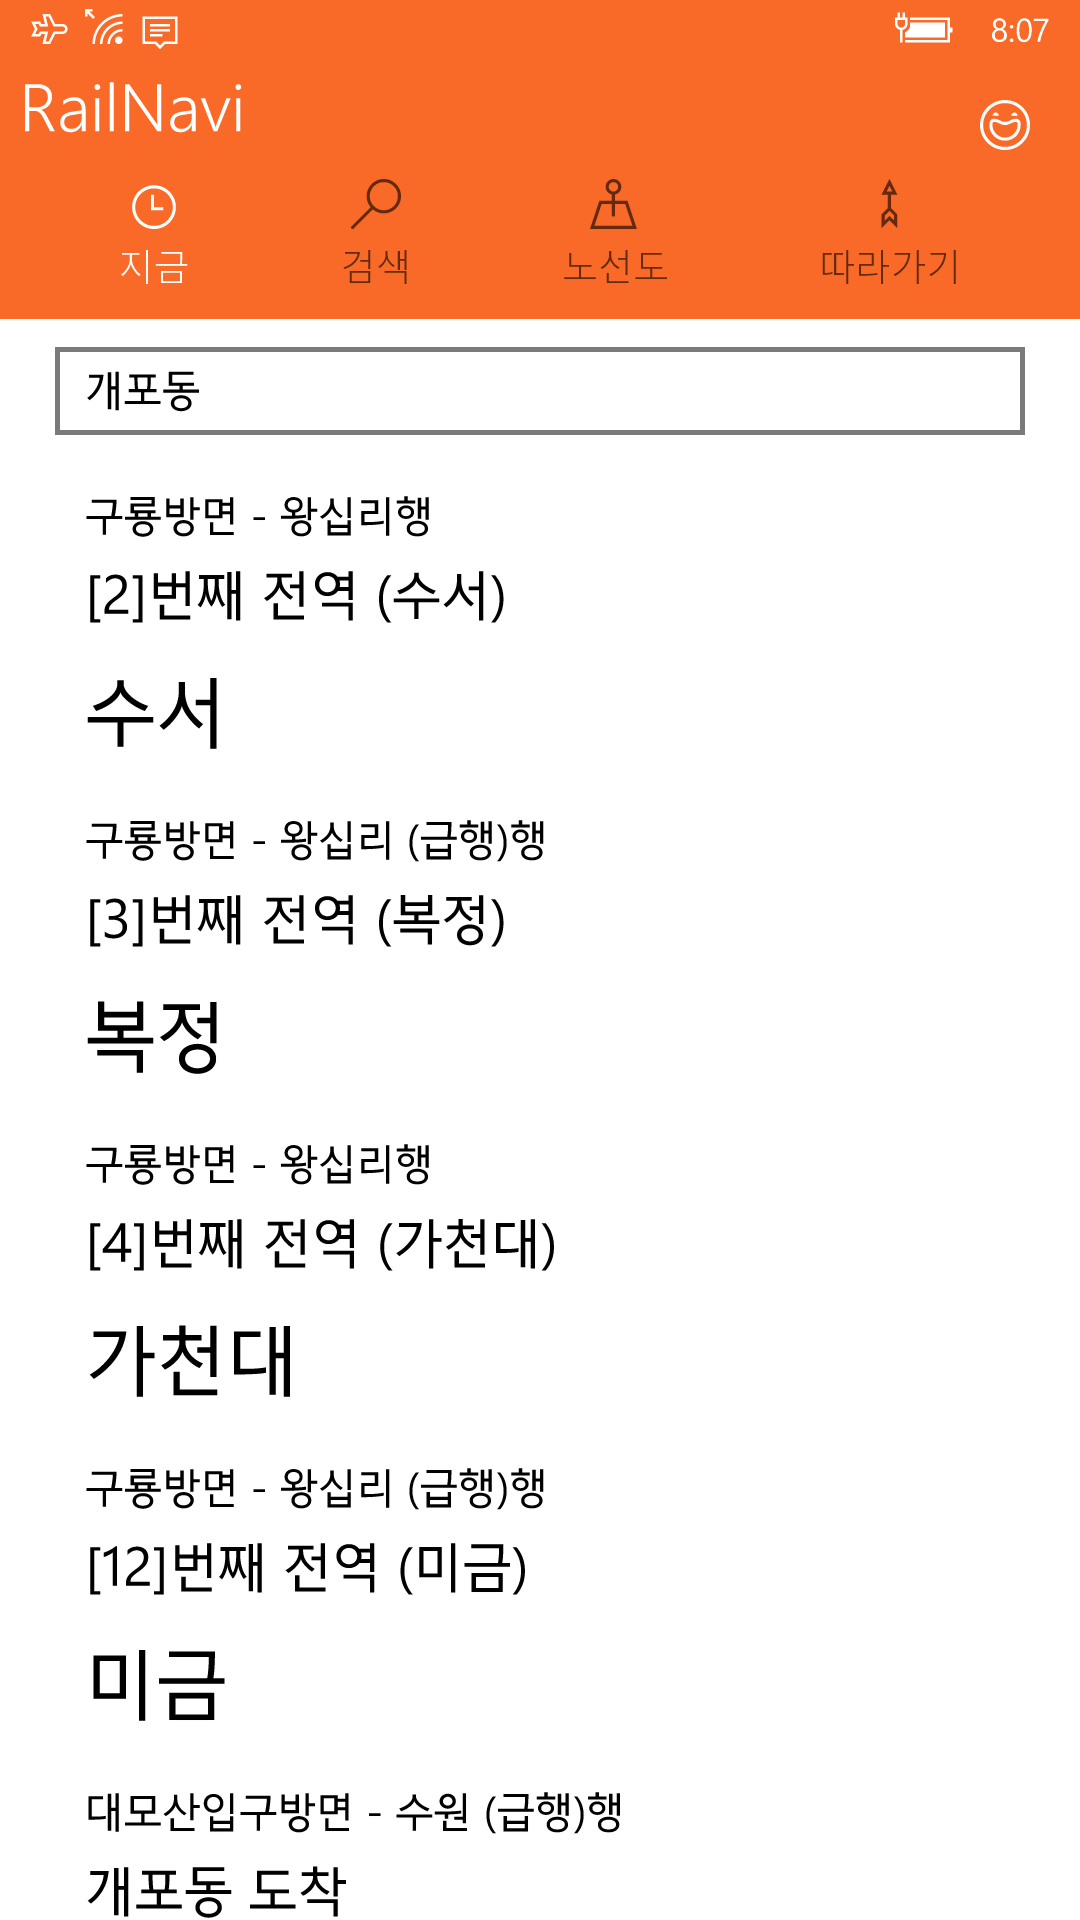 8:07
RailNavi
지금 검색 노선도 따라가기
개포동
구룡방면 - 왕십리행
[2]번째 전역 (수서)
수서
구룡방면 - 왕십리 (급행)행
[3]번째 전역 (복정)
복정
구룡방면 - 왕십리행
[4]번째 전역 (가천대)
가천대
구룡방면 - 왕십리 (급행)행
[12]번째 전역 (미금)
미금
대모산입구방면 - 수원 (급행)행
개포동 도착